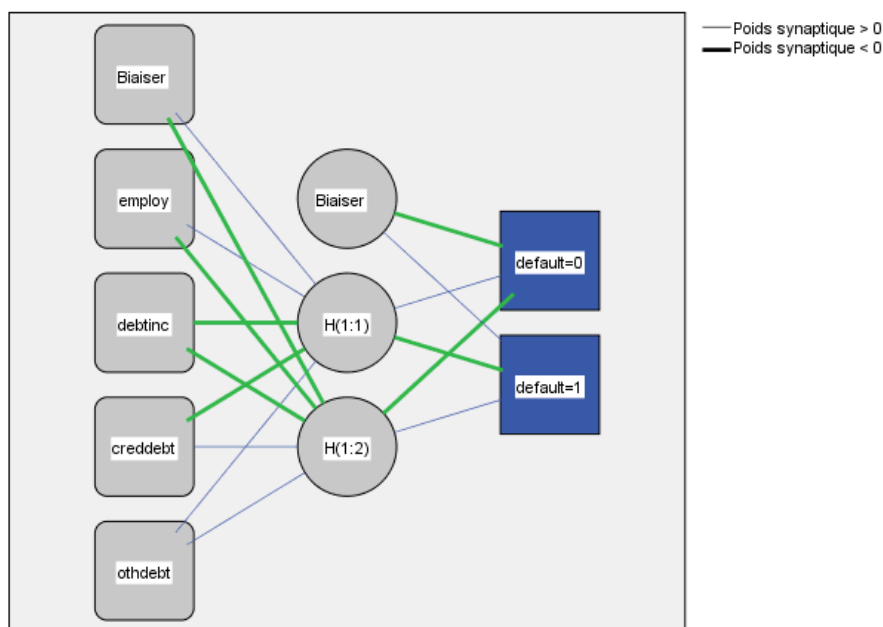 Poids synaptique > 0
Poids synaptique < 0
Biaiser
employ
debtinc
creddebt
othdebt
Biaiser
H(1:1)
H(1:2)
default=0
default=1